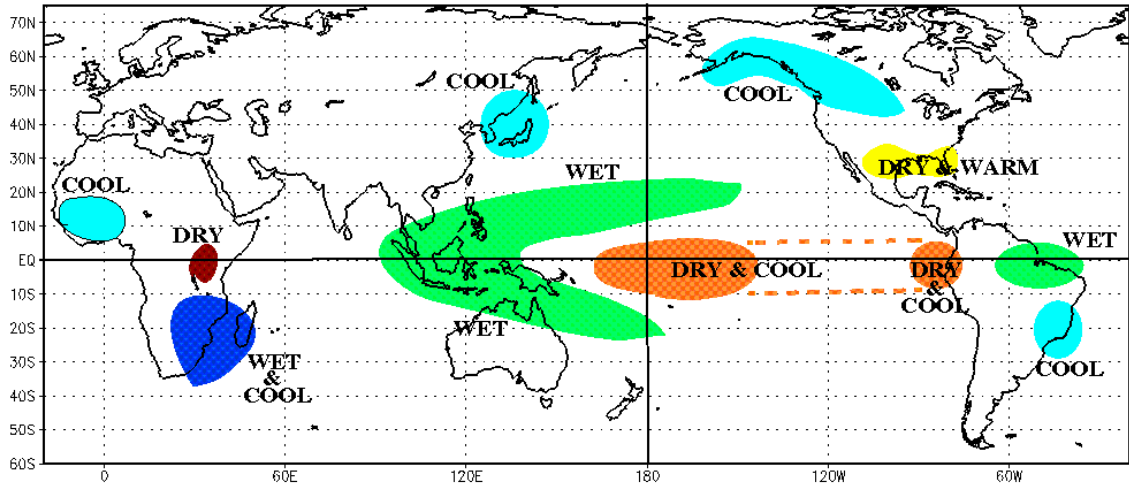 70N
60N
50N
40N
30N
20N
10N
EQ
10S
20S
30S
40S
50S
60S
COOL
COOL
COOL
WET
DRY & WARM
DRY
WET
DRY & COOL
DRY
&
COOL
WET
WET
&
COOL
COOL
0
60E
120E
180
120W
60W